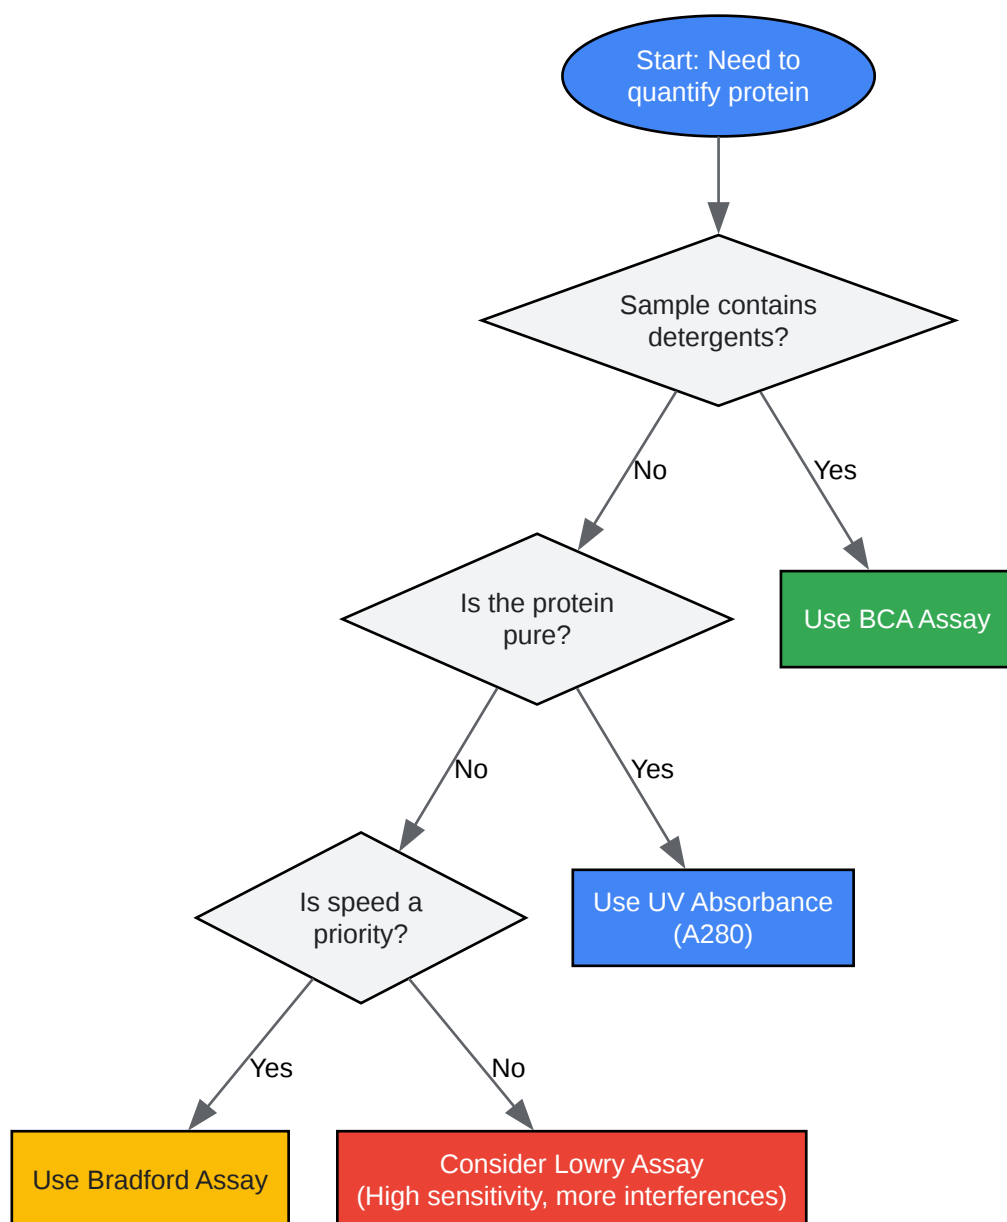 Start: Need to
quantify protein
Sample contains
detergents?
No
Yes
Is the protein
pure?
Use BCA Assay
No
Yes
Is speed a
priority?
Use UV Absorbance
(A280)
Yes
No
Use Bradford Assay
Consider Lowry Assay
(High sensitivity, more interferences)